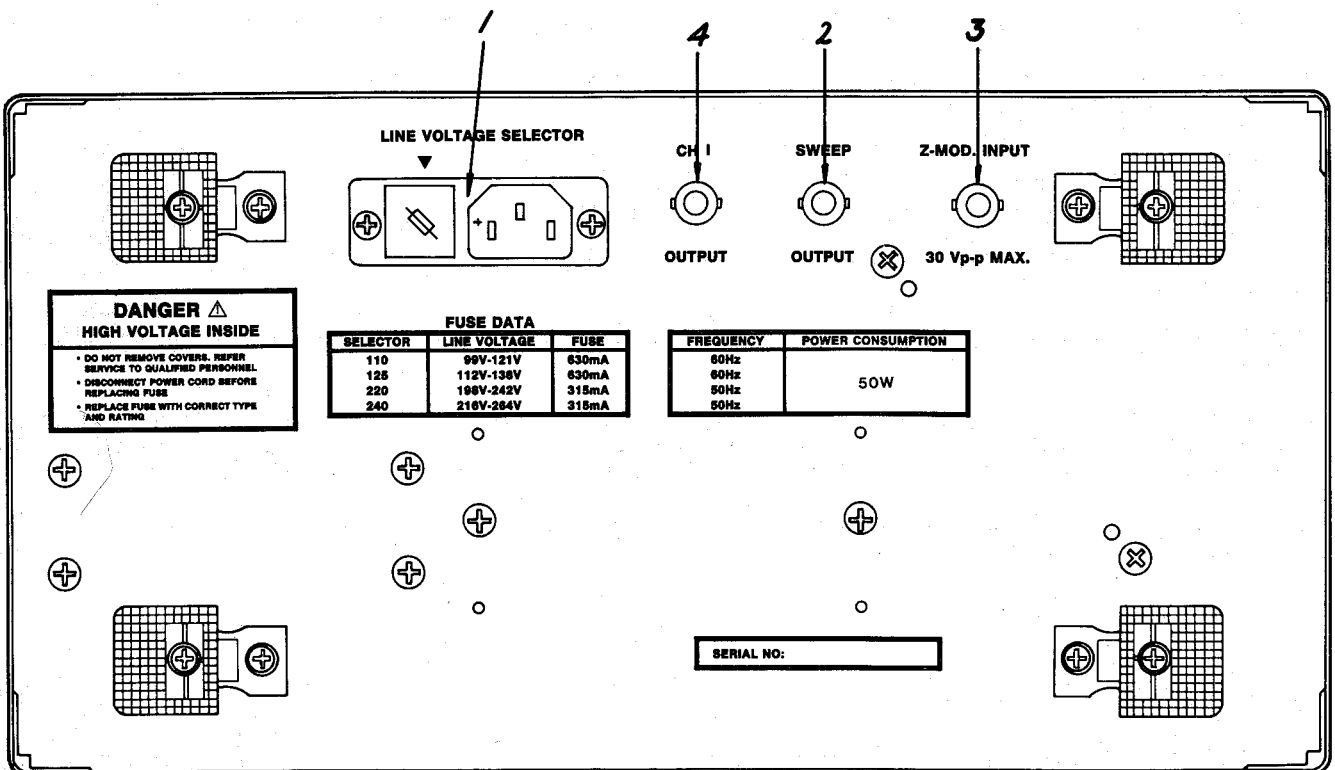 1 4 2 3
LINE VOLTAGE SELECTOR
CH I SWEEP Z-MOD. INPUT
OUTPUT OUTPUT 30 Vp-p MAX.
DANGER ⚠
HIGH VOLTAGE INSIDE
• DO NOT REMOVE COVERS. REFER
SERVICE TO QUALIFIED PERSONNEL
• DISCONNECT POWER CORD BEFORE
REPLACING FUSE
• REPLACE FUSE WITH CORRECT TYPE
AND RATING
FUSE DATA
SELECTOR LINE VOLTAGE FUSE
110 99V-121V 630mA
125 112V-138V 630mA
220 198V-242V 315mA
240 216V-264V 315mA
FREQUENCY POWER CONSUMPTION
60Hz
60Hz
50Hz
50Hz
50W
SERIAL NO: